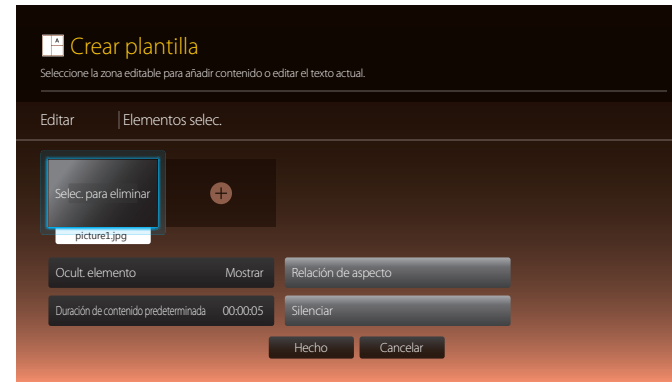 A
Crear plantilla
Seleccione la zona editable para añadir contenido o editar el texto actual.
Editar Elementos selec.
Selec. para eliminar
picture1.jpg
Ocult. elemento Mostrar Relación de aspecto
Duración de contenido predeterminada 00:00:05 Silenciar
Hecho Cancelar